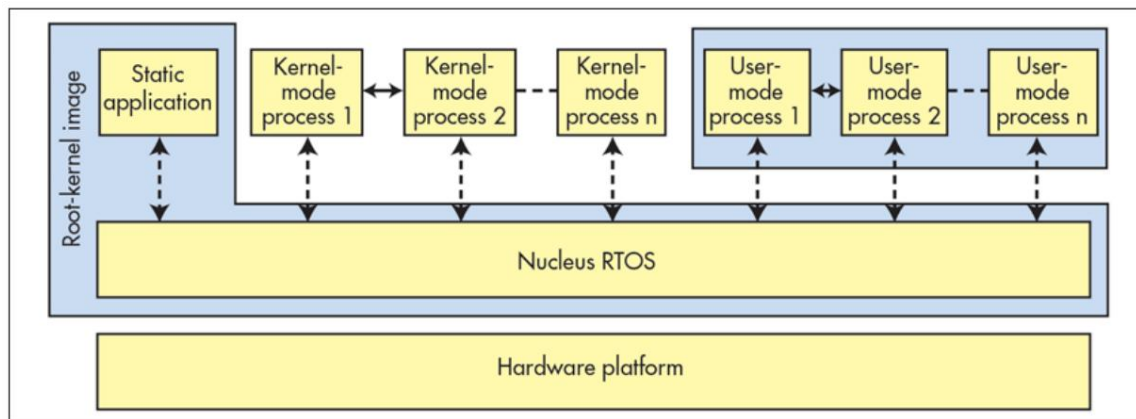 Root-kernel image
Static
application
Kernel-
mode
process 1
Kernel-
mode
process 2
Kernel-
mode
process n
User-
mode
process 1
User-
mode
process 2
User-
mode
process n
Nucleus RTOS
Hardware platform